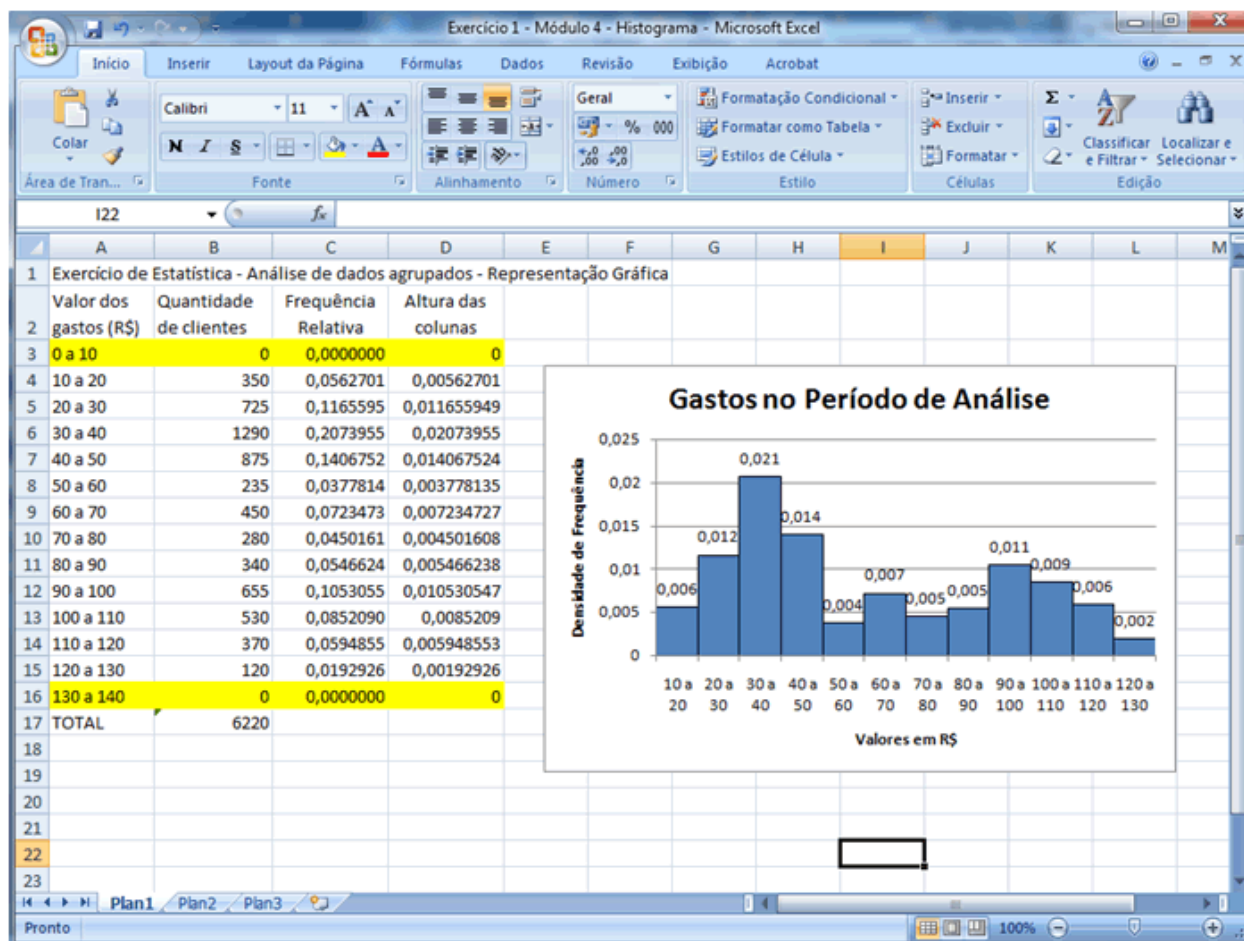 Exercício 1 - Módulo 4 - Histograma - Microsoft Excel
Início Inserir Layout da Página Fórmulas Dados Revisão Exibição Acrobat
Colar
Calibri 11 A A
N I S A
Geral
% 000
,00 ,0
Formatação Condicional
Formatar como Tabela
Estilos de Célula
Inserir
Excluir
Formatar
Σ
Classificar e Filtrar
Localizar e Selecionar
Área de Tran... Fonte Alinhamento Número Estilo Células Edição
I22 fx
A B C D E F G H I J K L M
1 Exercício de Estatística - Análise de dados agrupados - Representação Gráfica
Valor dos Quantidade Frequência Altura das
2 gastos (R$) de clientes Relativa colunas
3 0 a 10 0 0,0000000 0
4 10 a 20 350 0,0562701 0,00562701
5 20 a 30 725 0,1165595 0,011655949
6 30 a 40 1290 0,2073955 0,02073955
7 40 a 50 875 0,1406752 0,014067524
8 50 a 60 235 0,0377814 0,003778135
9 60 a 70 450 0,0723473 0,007234727
10 70 a 80 280 0,0450161 0,004501608
11 80 a 90 340 0,0546624 0,005466238
12 90 a 100 655 0,1053055 0,010530547
13 100 a 110 530 0,0852090 0,0085209
14 110 a 120 370 0,0594855 0,005948553
15 120 a 130 120 0,0192926 0,00192926
16 130 a 140 0 0,0000000 0
17 TOTAL 6220
18
19
20
21
22
23
Gastos no Período de Análise
Densidade de Frequência
0,025
0,02
0,015
0,01
0,005
0
0,006 0,012 0,021 0,014 0,004 0,007 0,005 0,005 0,011 0,009 0,006 0,002
10 a 20 a 30 a 40 a 50 a 60 a 70 a 80 a 90 a 100 a 110 a 120 a
20 30 40 50 60 70 80 90 100 110 120 130
Valores em R$
Plan1 Plan2 Plan3
Pronto 100%